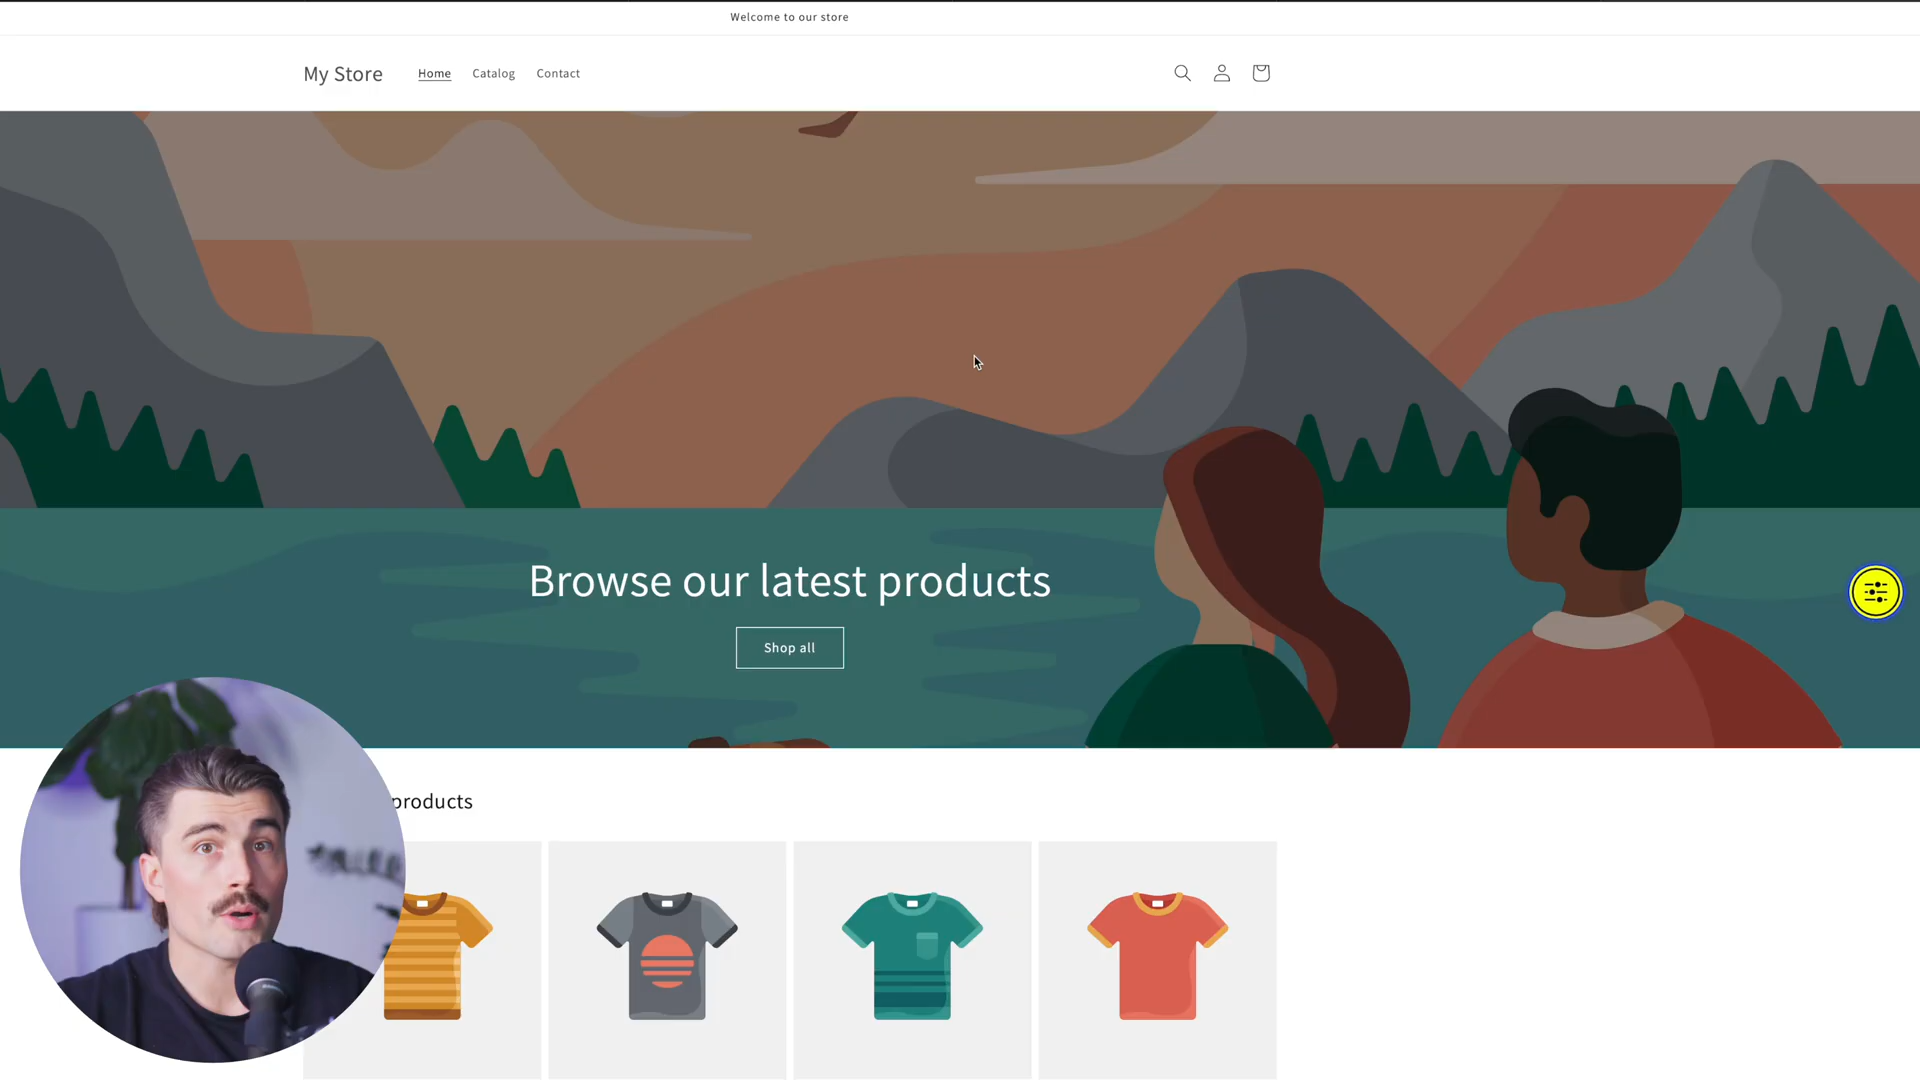 Welcome to our store
My Store
Home
Catalog
Contact
Browse our latest products
Shop all
products